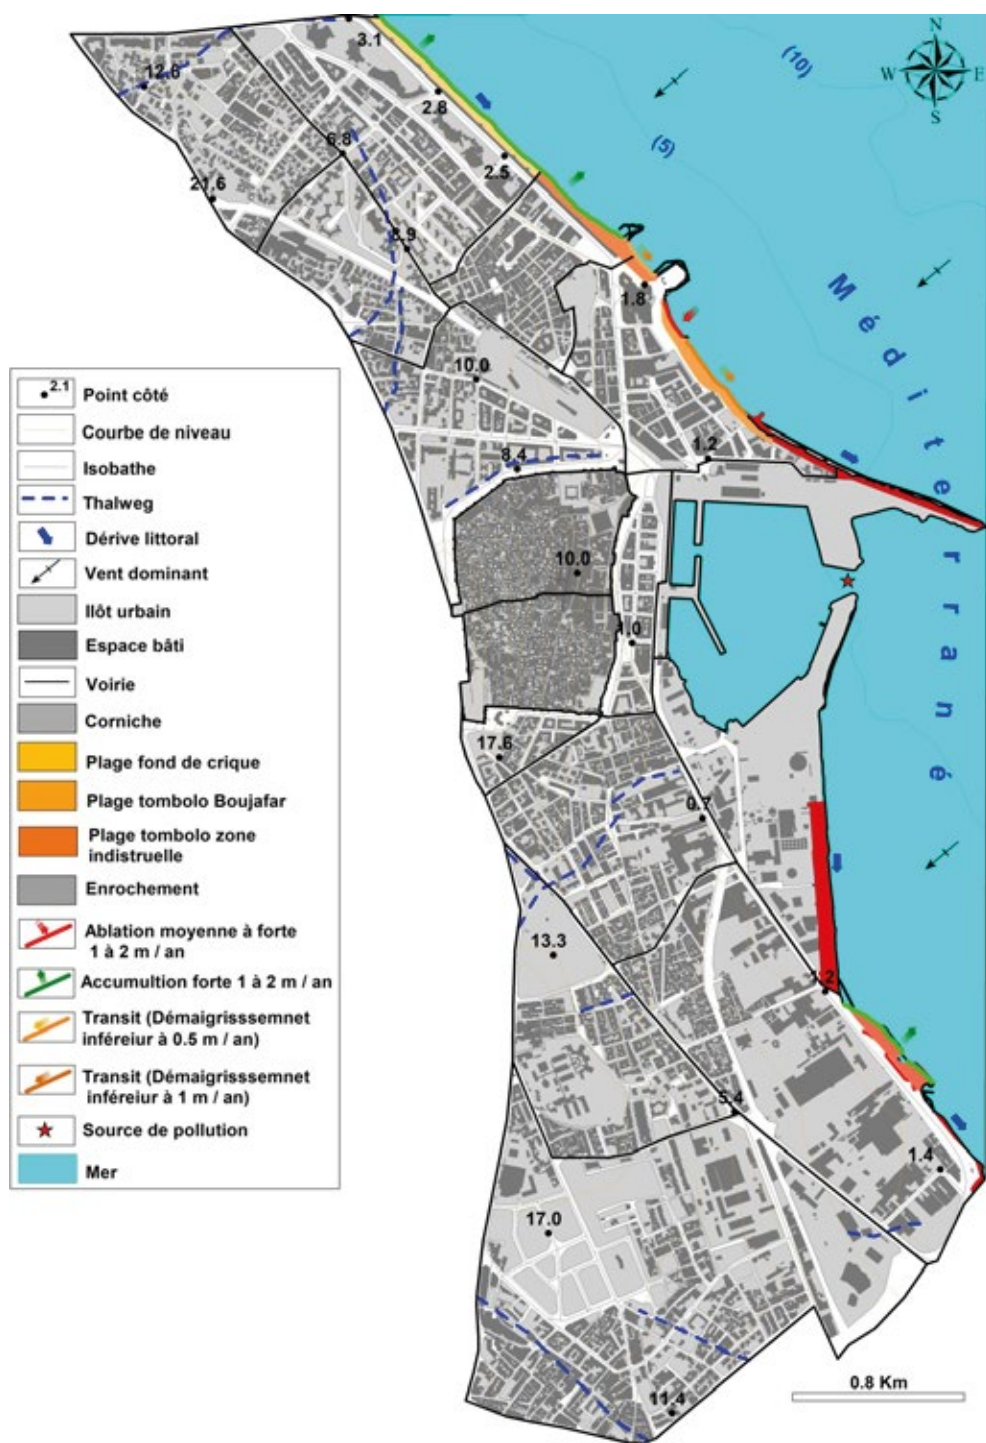 N
W E
S
3.1
12.6
2.8
(10)
6.8
(5)
2.5
21.6
8.9
1.8
Méditerrané
10.0
1.2
8.4
10.0
1.0
17.6
0.7
13.3
1.2
5.4
1.4
17.0
11.4
0.8 Km
2.1 Point côté
Courbe de niveau
Isobathe
Thalweg
Dérive littoral
Vent dominant
Ilôt urbain
Espace bâti
Voirie
Corniche
Plage fond de crique
Plage tombolo Boujafar
Plage tombolo zone
indistruelle
Enrochement
Ablation moyenne à forte
1 à 2 m / an
Accumultion forte 1 à 2 m / an
Transit (Démaigrisssemnet
inféreiur à 0.5 m / an)
Transit (Démaigrisssemnet
inféreiur à 1 m / an)
Source de pollution
Mer